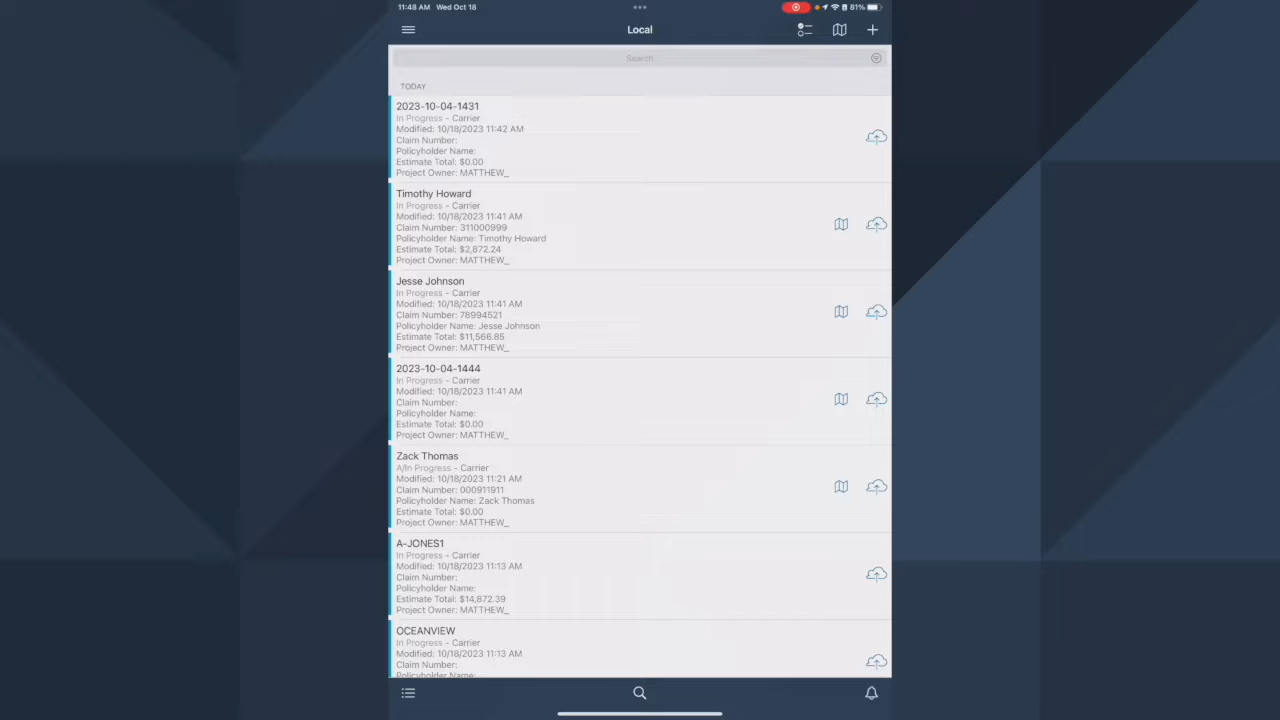 11:48 AM Wed Oct 18
81%
Local
Search
TODAY
2023-10-04-1431
In Progress - Carrier
Modified: 10/18/2023 11:42 AM
Claim Number:
Policyholder Name:
Estimate Total: $0.00
Project Owner: MATTHEW_
Timothy Howard
In Progress - Carrier
Modified: 10/18/2023 11:41 AM
Claim Number: 311000999
Policyholder Name: Timothy Howard
Estimate Total: $2,872.24
Project Owner: MATTHEW_
Jesse Johnson
In Progress - Carrier
Modified: 10/18/2023 11:41 AM
Claim Number: 78994521
Policyholder Name: Jesse Johnson
Estimate Total: $11,566.85
Project Owner: MATTHEW_
2023-10-04-1444
In Progress - Carrier
Modified: 10/18/2023 11:41 AM
Claim Number:
Policyholder Name:
Estimate Total: $0.00
Project Owner: MATTHEW_
Zack Thomas
A/In Progress - Carrier
Modified: 10/18/2023 11:21 AM
Claim Number: 000911911
Policyholder Name: Zack Thomas
Estimate Total: $0.00
Project Owner: MATTHEW_
A-JONES1
In Progress - Carrier
Modified: 10/18/2023 11:13 AM
Claim Number:
Policyholder Name:
Estimate Total: $14,872.39
Project Owner: MATTHEW_
OCEANVIEW
In Progress - Carrier
Modified: 10/18/2023 11:13 AM
Claim Number:
Policyholder Name: